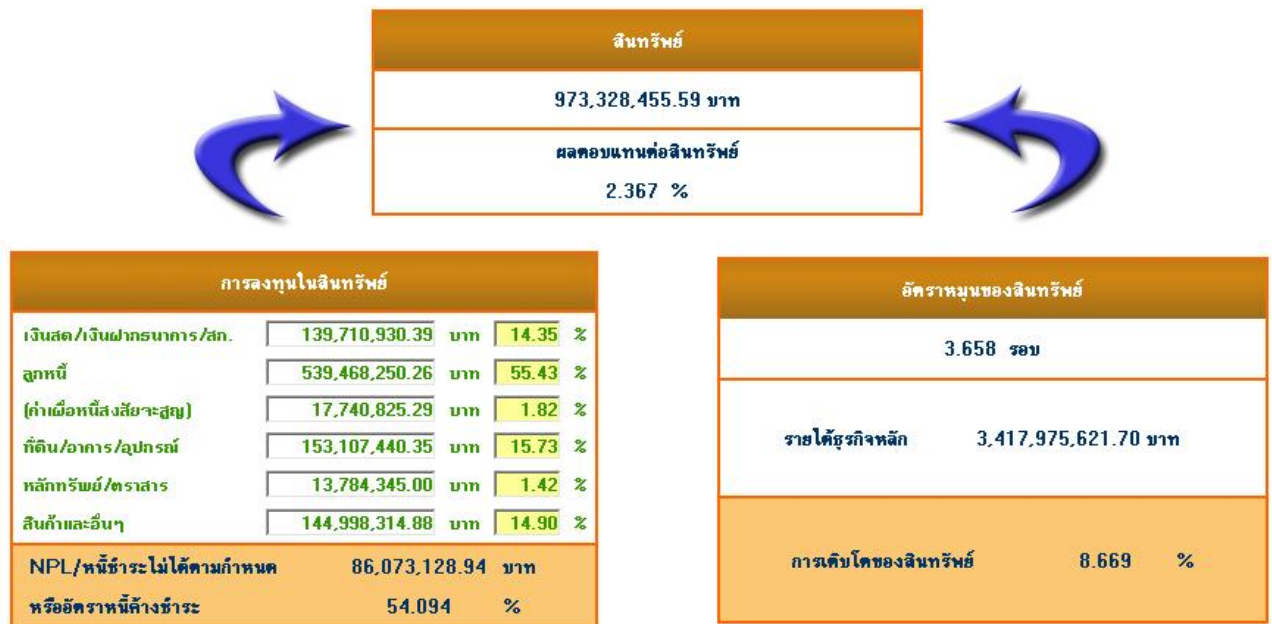 สินทรัพย์
973,328,455.59 บาท
ผลตอบแทนต่อสินทรัพย์
2.367 %
การลงทุนในสินทรัพย์
เงินสด/เงินฝากธนาคาร/สก. 139,710,930.39 บาท 14.35 %
ลูกหนี้ 539,468,250.26 บาท 55.43 %
(ค่าเผื่อหนี้สงสัยจะสูญ) 17,740,825.29 บาท 1.82 %
ที่ดิน/อาคาร/อุปกรณ์ 153,107,440.35 บาท 15.73 %
หลักทรัพย์/ตราสาร 13,784,345.00 บาท 1.42 %
สินค้าและอื่นๆ 144,998,314.88 บาท 14.90 %
NPL/หนี้ชำระไม่ได้ตามกำหนด 86,073,128.94 บาท
หรืออัตราหนี้ค้างชำระ 54.094 %
อัตราหมุนของสินทรัพย์
3.658 รอบ
รายได้ธุรกิจหลัก 3,417,975,621.70 บาท
การเติบโตของสินทรัพย์ 8.669 %